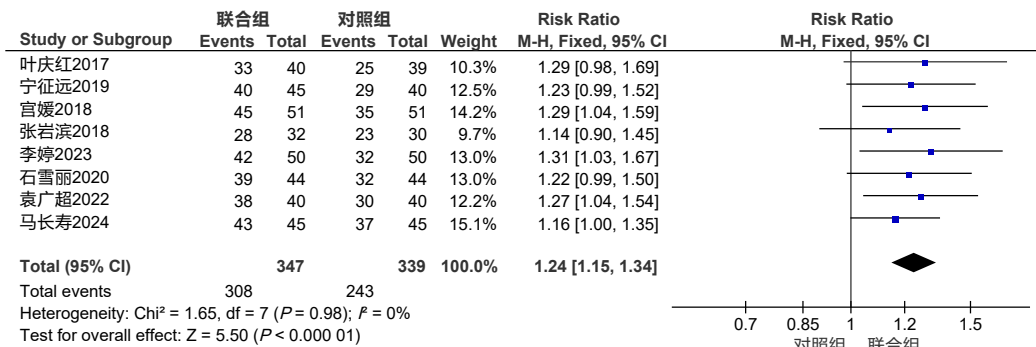 联合组 对照组 Risk Ratio Risk Ratio
Study or Subgroup Events Total Events Total Weight M-H, Fixed, 95% CI M-H, Fixed, 95% CI
叶庆红2017 33 40 25 39 10.3% 1.29 [0.98, 1.69]
宁征远2019 40 45 29 40 12.5% 1.23 [0.99, 1.52]
宫媛2018 45 51 35 51 14.2% 1.29 [1.04, 1.59]
张岩滨2018 28 32 23 30 9.7% 1.14 [0.90, 1.45]
李婷2023 42 50 32 50 13.0% 1.31 [1.03, 1.67]
石雪丽2020 39 44 32 44 13.0% 1.22 [0.99, 1.50]
袁广超2022 38 40 30 40 12.2% 1.27 [1.04, 1.54]
马长寿2024 43 45 37 45 15.1% 1.16 [1.00, 1.35]
Total (95% CI) 347 339 100.0% 1.24 [1.15, 1.34]
Total events 308 243
Heterogeneity: Chi² = 1.65, df = 7 (P = 0.98); I² = 0%
Test for overall effect: Z = 5.50 (P < 0.000 01)
0.7 0.85 1 1.2 1.5
对照组 联合组